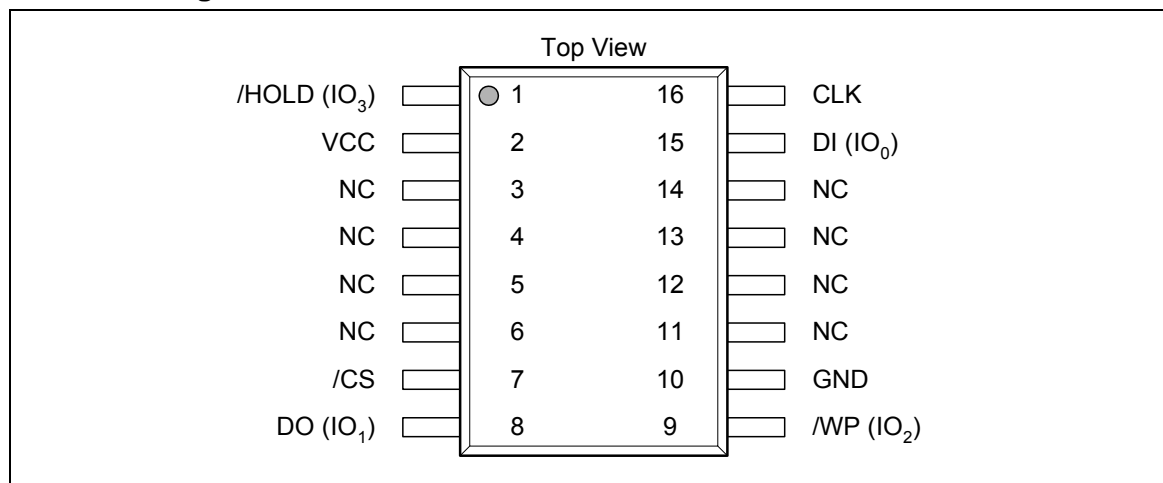 Top View
/HOLD (IO3) 1 16 CLK
VCC 2 15 DI (IO0)
NC 3 14 NC
NC 4 13 NC
NC 5 12 NC
NC 6 11 NC
/CS 7 10 GND
DO (IO1) 8 9 /WP (IO2)